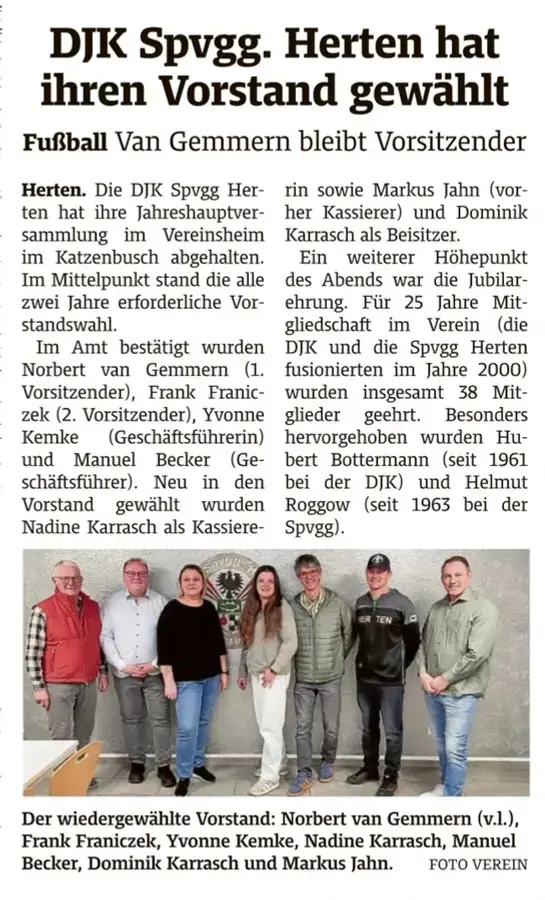 DJK Spvgg. Herten hat
ihren Vorstand gewählt
Fußball Van Gemmern bleibt Vorsitzender
Herten. Die DJK Spvgg Her-
ten hat ihre Jahreshauptver-
sammlung im Vereinsheim
im Katzenbusch abgehalten.
Im Mittelpunkt stand die alle
zwei Jahre erforderliche Vor-
standswahl.
Im Amt bestätigt wurden
Norbert van Gemmern (1.
Vorsitzender), Frank Franic-
zek (2. Vorsitzender), Yvonne
Kemke (Geschäftsführerin)
und Manuel Becker (Ge-
schäftsführer). Neu in den
Vorstand gewählt wurden
Nadine Karrasch als Kassiere-
rin sowie Markus Jahn (vor-
her Kassierer) und Dominik
Karrasch als Beisitzer.
Ein weiterer Höhepunkt
des Abends war die Jubilar-
ehrung. Für 25 Jahre Mit-
gliedschaft im Verein (die
DJK und die Spvgg Herten
fusionierten im Jahre 2000)
wurden insgesamt 38 Mit-
glieder geehrt. Besonders
hervorgehoben wurden Hu-
bert Bottermann (seit 1961
bei der DJK) und Helmut
Roggow (seit 1963 bei der
Spvgg).
Der wiedergewählte Vorstand: Norbert van Gemmern (v.l.),
Frank Franiczek, Yvonne Kemke, Nadine Karrasch, Manuel
Becker, Dominik Karrasch und Markus Jahn.
FOTO VEREIN